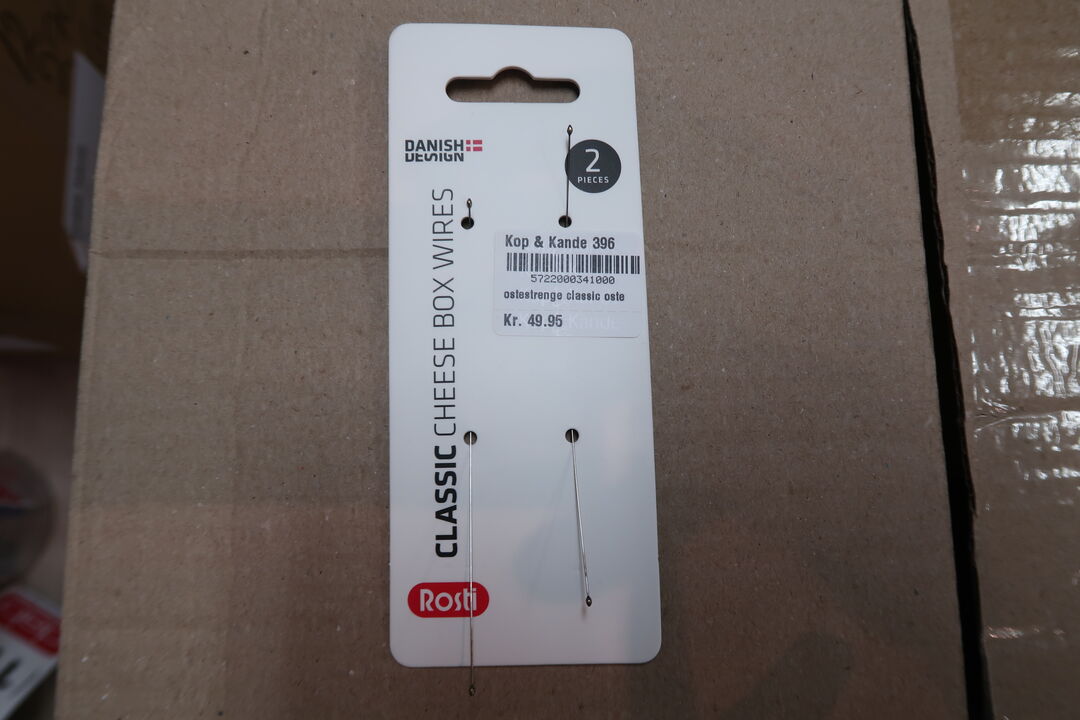 DANISH
DESIGN
2
PIECES
CLASSIC CHEESE BOX WIRES
Kop & Kande 396
5722000341000
ostestrenge classic oste
Kr. 49.95
Rosti